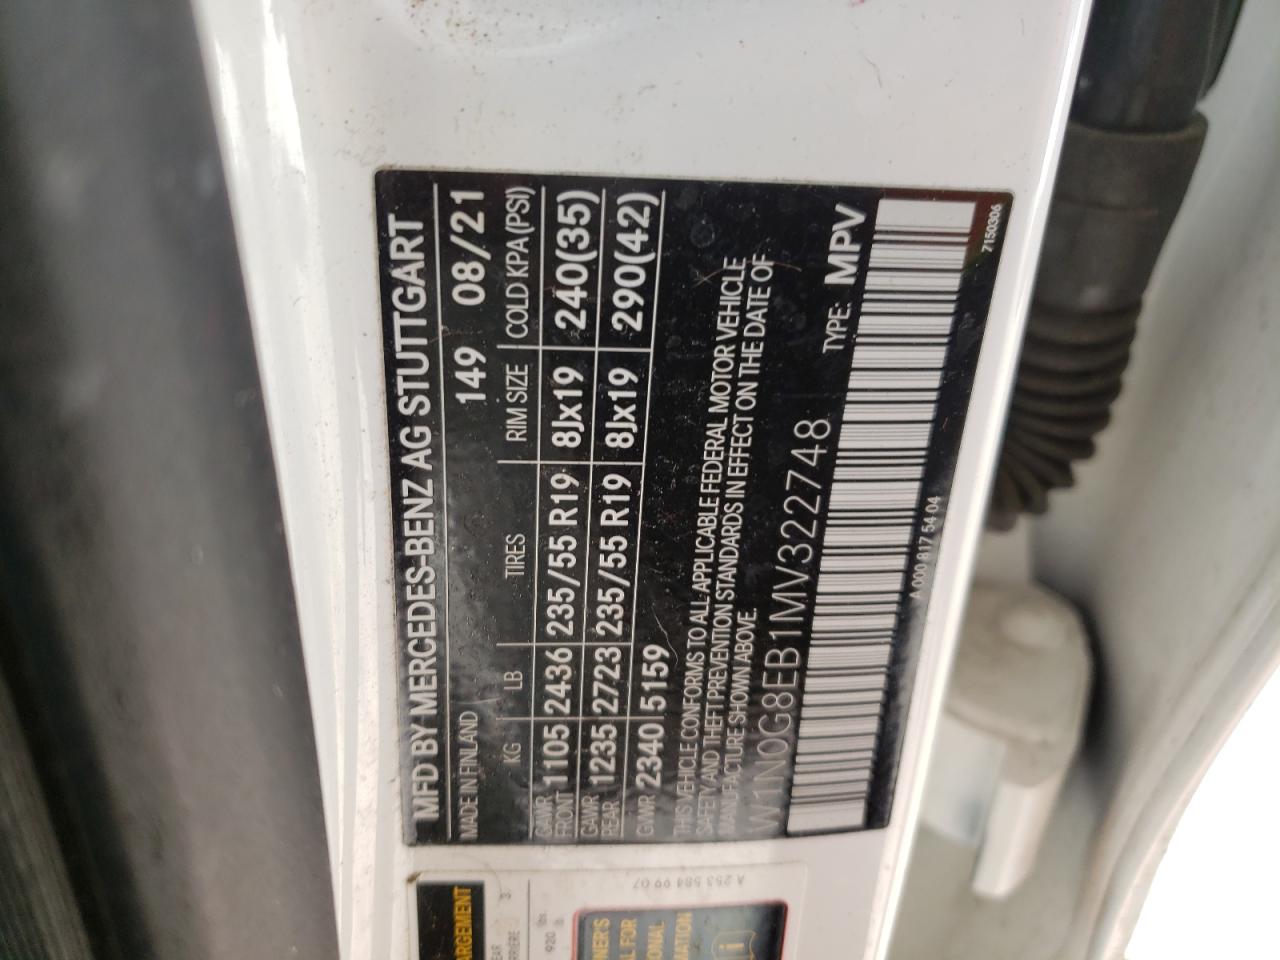 MFD BY MERCEDES-BENZ AG STUTTGART
MADE IN FINLAND 149 08/21
KG LB TIRES RIM SIZE COLD KPA (PSI)
GAWR FRONT 1105 2436 235/55 R19 8Jx19 240(35)
GAWR REAR 1235 2723 235/55 R19 8Jx19 290(42)
GVWR 2340 5159
THIS VEHICLE CONFORMS TO ALL APPLICABLE FEDERAL MOTOR VEHICLE
SAFETY AND THEFT PREVENTION STANDARDS IN EFFECT ON THE DATE OF
MANUFACTURE SHOWN ABOVE.
W1N0G8EB1MV322748 TYPE: MPV
A 000 817 54 04 7150306
A 253 584 99 07